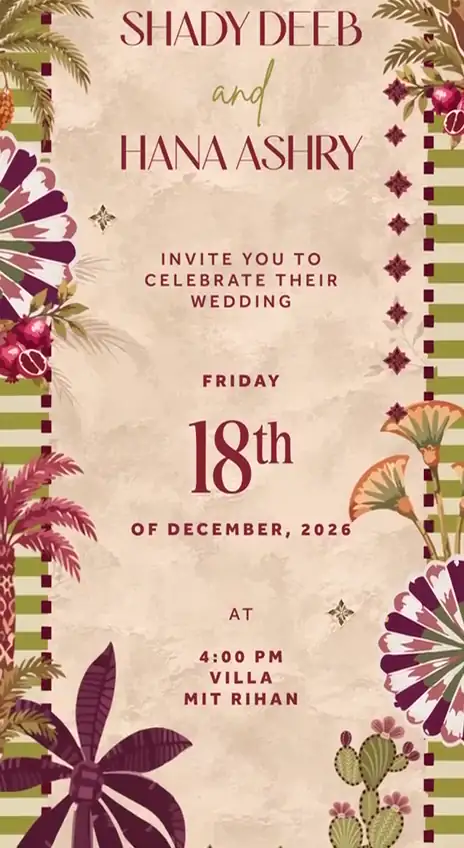 SHADY DEEB
and
HANA ASHRY
INVITE YOU TO
CELEBRATE THEIR
WEDDING
FRIDAY
18th
OF DECEMBER, 2026
AT
4:00 PM
VILLA
MIT RIHAN